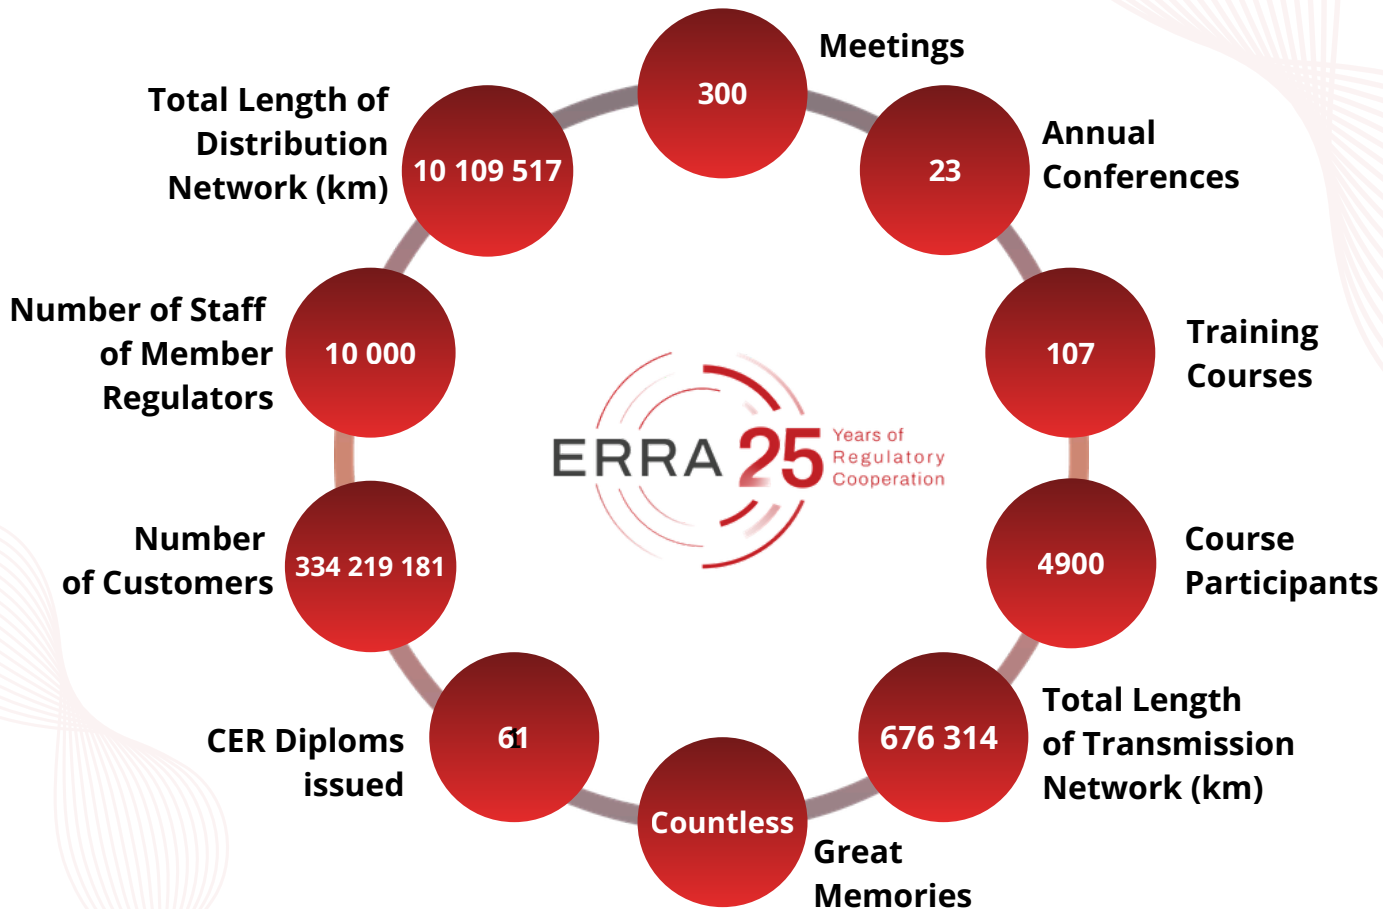 300
Meetings
23
Annual
Conferences
107
Training
Courses
4900
Course
Participants
676 314
Total Length
of Transmission
Network (km)
Countless
Great
Memories
61
CER Diploms
issued
334 219 181
Number
of Customers
10 000
Number of Staff
of Member
Regulators
10 109 517
Total Length of
Distribution
Network (km)
ERRA 25
Years of
Regulatory
Cooperation